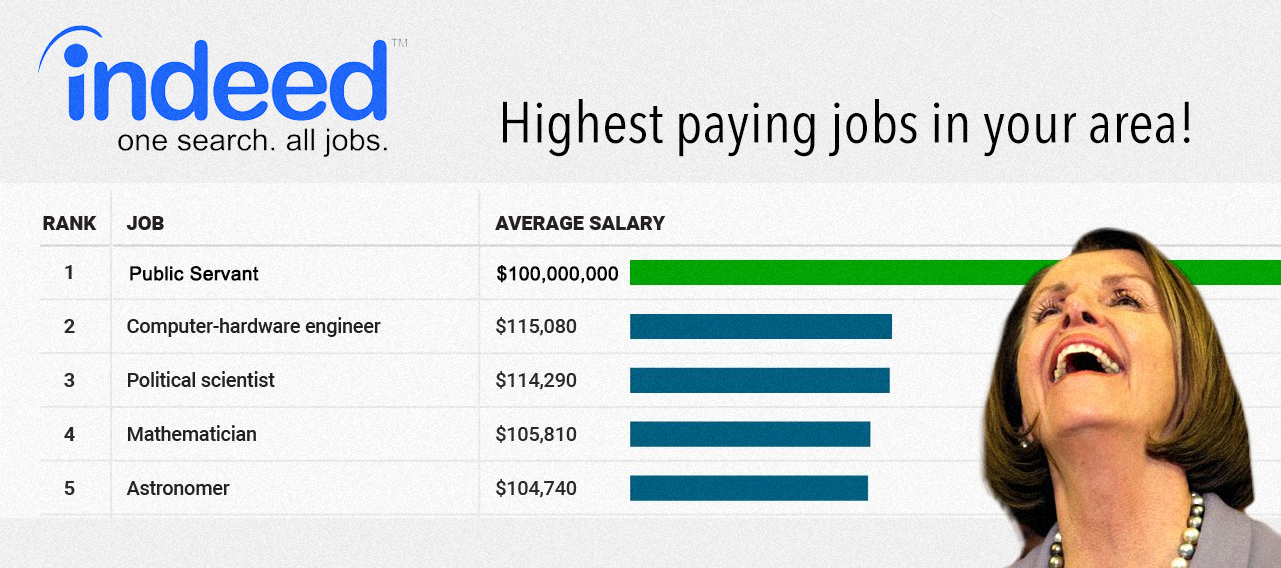 indeed™
one search. all jobs.
Highest paying jobs in your area!
RANK JOB AVERAGE SALARY
1 Public Servant $100,000,000
2 Computer-hardware engineer $115,080
3 Political scientist $114,290
4 Mathematician $105,810
5 Astronomer $104,740